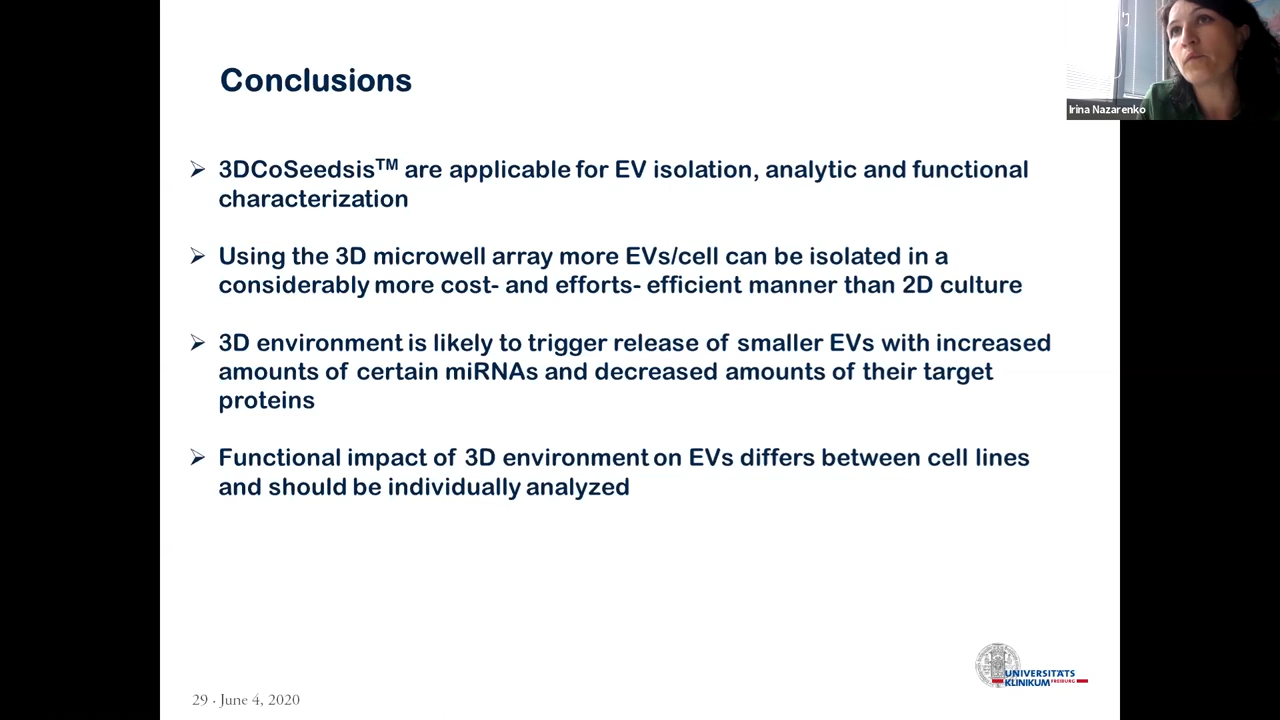 Conclusions
Irina Nazarenko
➢ 3DCoSeedsis™ are applicable for EV isolation, analytic and functional
characterization
➢ Using the 3D microwell array more EVs/cell can be isolated in a
considerably more cost- and efforts- efficient manner than 2D culture
➢ 3D environment is likely to trigger release of smaller EVs with increased
amounts of certain miRNAs and decreased amounts of their target
proteins
➢ Functional impact of 3D environment on EVs differs between cell lines
and should be individually analyzed
UNIVERSITÄTS
KLINIKUM FREIBURG
29 · June 4, 2020